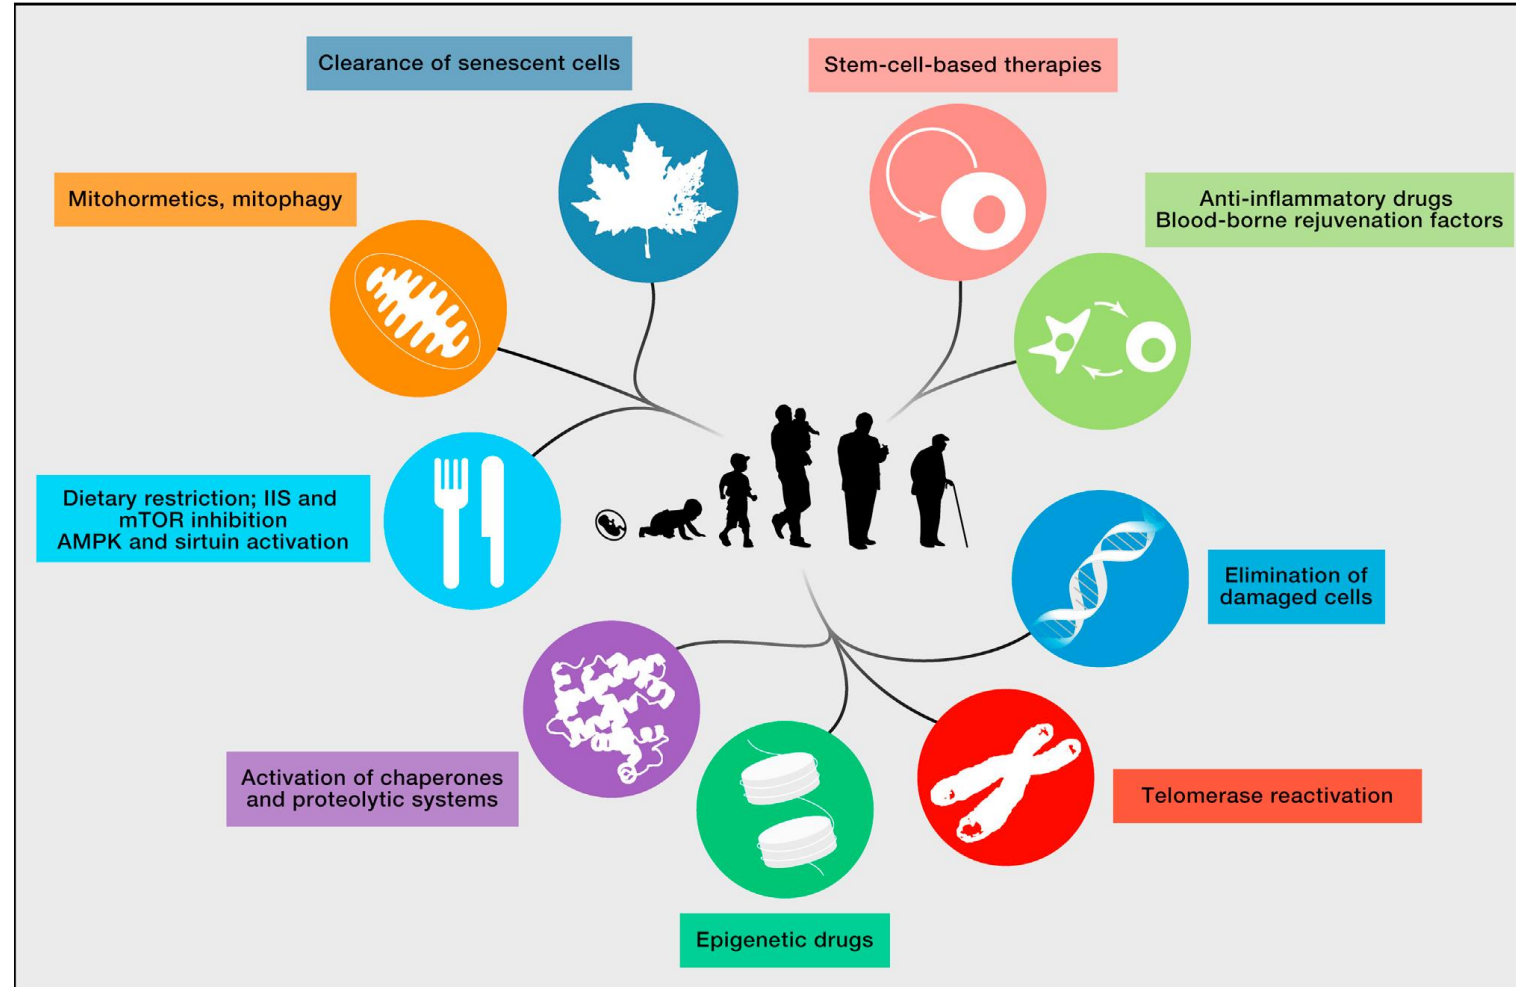 Clearance of senescent cells
Stem-cell-based therapies
Mitohormetics, mitophagy
Anti-inflammatory drugs
Blood-borne rejuvenation factors
Dietary restriction; IIS and
mTOR inhibition
AMPK and sirtuin activation
Elimination of
damaged cells
Activation of chaperones
and proteolytic systems
Telomerase reactivation
Epigenetic drugs